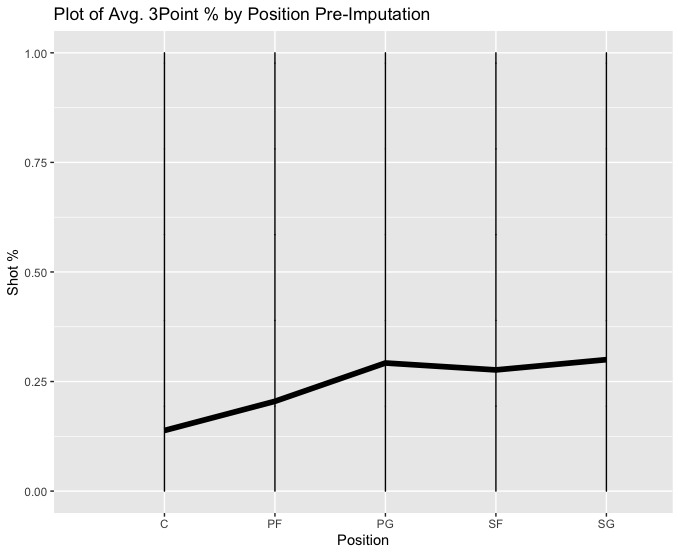 Plot of Avg. 3Point % by Position Pre-Imputation
1.00
0.75
0.50
0.25
0.00
Shot %
C PF PG SF SG
Position